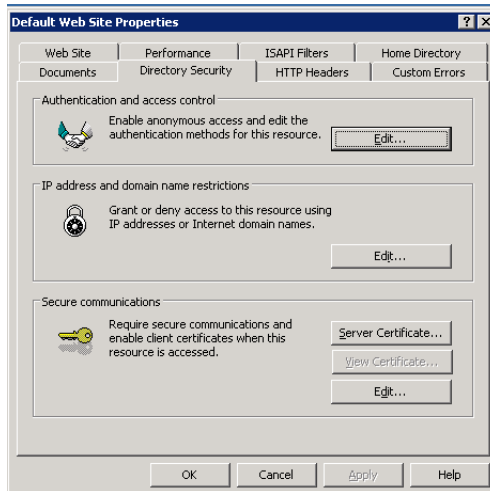 Default Web Site Properties
Web Site
Performance
ISAPI Filters
Home Directory
Documents
Directory Security
HTTP Headers
Custom Errors
Authentication and access control
Enable anonymous access and edit the
authentication methods for this resource.
Edit...
IP address and domain name restrictions
Grant or deny access to this resource using
IP addresses or Internet domain names.
Edit...
Secure communications
Require secure communications and
enable client certificates when this
resource is accessed.
Server Certificate...
View Certificate...
Edit...
OK
Cancel
Apply
Help